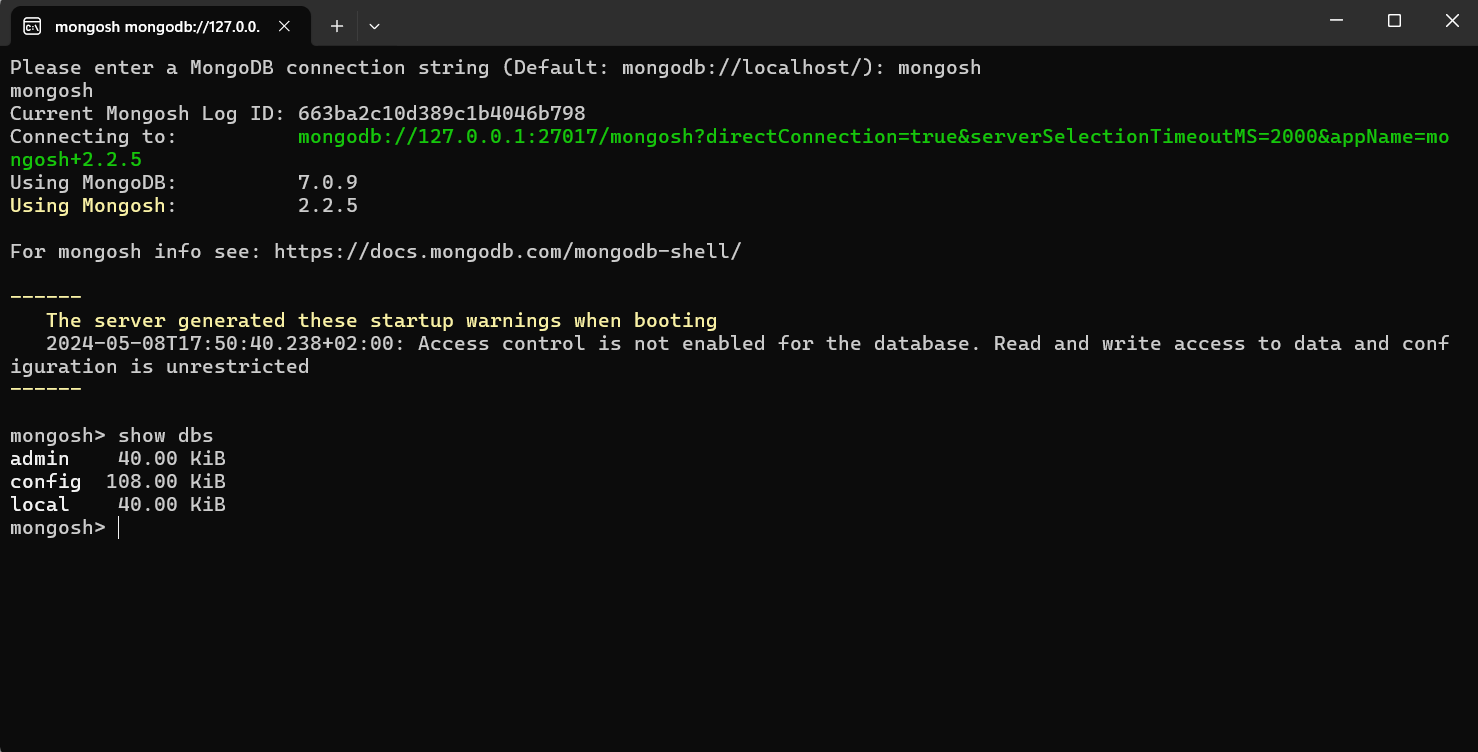 mongosh mongodb://127.0.0.
Please enter a MongoDB connection string (Default: mongodb://localhost/): mongosh
mongosh
Current Mongosh Log ID: 663ba2c10d389c1b4046b798
Connecting to: mongodb://127.0.0.1:27017/mongosh?directConnection=true&serverSelectionTimeoutMS=2000&appName=mo
ngosh+2.2.5
Using MongoDB: 7.0.9
Using Mongosh: 2.2.5
For mongosh info see: https://docs.mongodb.com/mongodb-shell/
------
The server generated these startup warnings when booting
2024-05-08T17:50:40.238+02:00: Access control is not enabled for the database. Read and write access to data and conf
iguration is unrestricted
------
mongosh> show dbs
admin 40.00 KiB
config 108.00 KiB
local 40.00 KiB
mongosh>